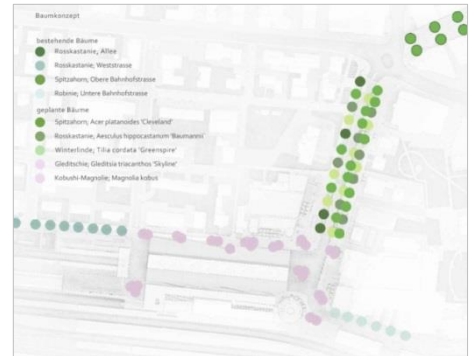 Baumkonzept
bestehende Bäume
Rosskastanie, Allee
Rosskastanie; Weststrasse
Spitzahorn; Obere Bahnhofstrasse
Robinie; Untere Bahnhofstrasse
geplante Bäume
Spitzahorn; Acer platanoides 'Cleveland'
Rosskastanie; Aesculus hippocastanum 'Baumannii'
Winterlinde; Tilia cordata 'Greenspire'
Gleditschie; Gleditsia triacanthos 'Skyline'
Kobushi-Magnolie; Magnolia kobus